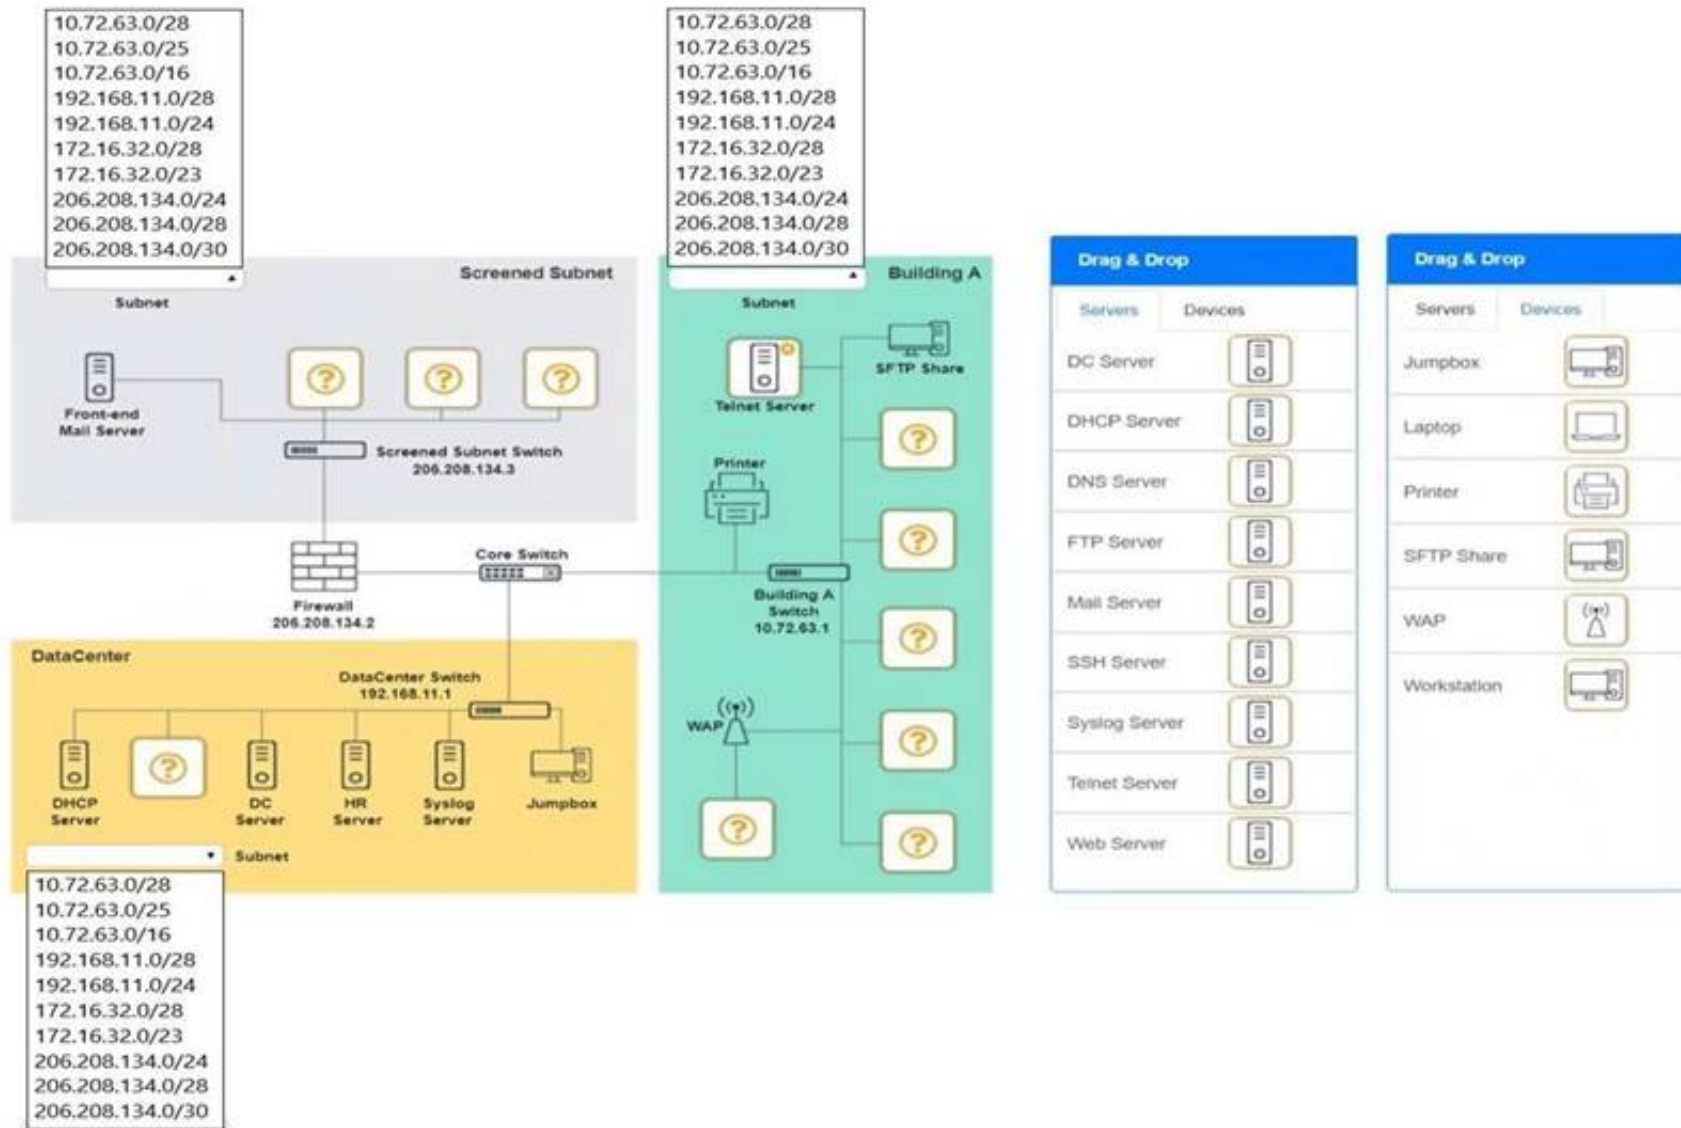 10.72.63.0/28
10.72.63.0/25
10.72.63.0/16
192.168.11.0/28
192.168.11.0/24
172.16.32.0/28
172.16.32.0/23
206.208.134.0/24
206.208.134.0/28
206.208.134.0/30
Screened Subnet
Subnet
?
?
?
Front-end
Mail Server
Screened Subnet Switch
206.208.134.3
Firewall
206.208.134.2
Core Switch
10.72.63.0/28
10.72.63.0/25
10.72.63.0/16
192.168.11.0/28
192.168.11.0/24
172.16.32.0/28
172.16.32.0/23
206.208.134.0/24
206.208.134.0/28
206.208.134.0/30
Building A
Subnet
Telnet Server
SFTP Share
?
Printer
?
Building A
Switch
10.72.63.1
?
WAP
?
?
?
DataCenter
DataCenter Switch
192.168.11.1
DHCP
Server
?
DC
Server
HR
Server
Syslog
Server
Jumpbox
Subnet
10.72.63.0/28
10.72.63.0/25
10.72.63.0/16
192.168.11.0/28
192.168.11.0/24
172.16.32.0/28
172.16.32.0/23
206.208.134.0/24
206.208.134.0/28
206.208.134.0/30
Drag & Drop
Servers Devices
DC Server
DHCP Server
DNS Server
FTP Server
Mail Server
SSH Server
Syslog Server
Telnet Server
Web Server
Drag & Drop
Servers Devices
Jumpbox
Laptop
Printer
SFTP Share
WAP
Workstation